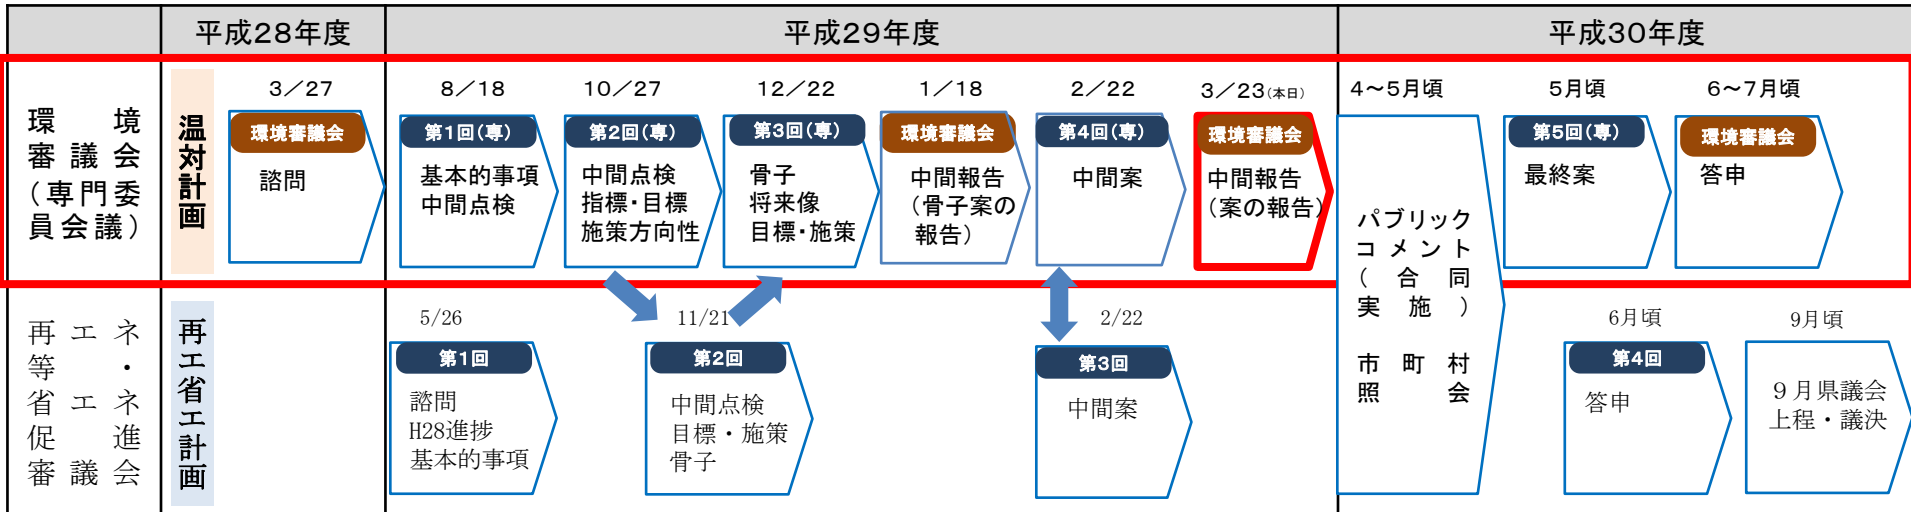 平成28年度
平成29年度
平成30年度
環境
審議会
(専門委
員会議)
温対計画
3/27
環境審議会
諮問
8/18
第1回(専)
基本的事項
中間点検
10/27
第2回(専)
中間点検
指標・目標
施策方向性
12/22
第3回(専)
骨子
将来像
目標・施策
1/18
環境審議会
中間報告
(骨子案の
報告)
2/22
第4回(専)
中間案
3/23(本日)
環境審議会
中間報告
(案の報告)
4~5月頃
パブリック
コメント
(合同
実施)
市町村
照会
5月頃
第5回(専)
最終案
6~7月頃
環境審議会
答申
再エネ
等・
省エネ
促進
審議会
再エ省エ計画
5/26
第1回
諮問
H28進捗
基本的事項
11/21
第2回
中間点検
目標・施策
骨子
2/22
第3回
中間案
6月頃
第4回
答申
9月頃
9月県議会
上程・議決